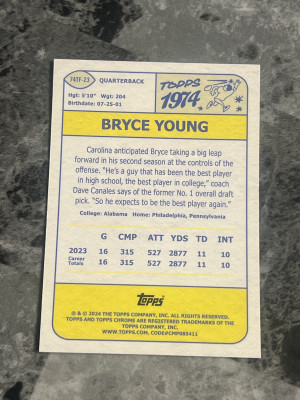 74TF-23 QUARTERBACK
Hgt: 5'10" Wgt: 204
Birthdate: 07-25-01
TOPPS
1974
BRYCE YOUNG
Carolina anticipated Bryce taking a big leap
forward in his second season at the controls of the
offense. "He's a guy that has been the best player
in high school, the best player in college," coach
Dave Canales says of the former No. 1 overall draft
pick. "So he expects to be the best player again."
College: Alabama Home: Philadelphia, Pennsylvania
G CMP ATT YDS TD INT
2023 16 315 527 2877 11 10
Career Totals 16 315 527 2877 11 10
Topps
® & © 2024 THE TOPPS COMPANY, INC. ALL RIGHTS RESERVED.
TOPPS AND TOPPS CHROME ARE REGISTERED TRADEMARKS OF THE
TOPPS COMPANY, INC.
WWW.TOPPS.COM. CODE#CMP085411